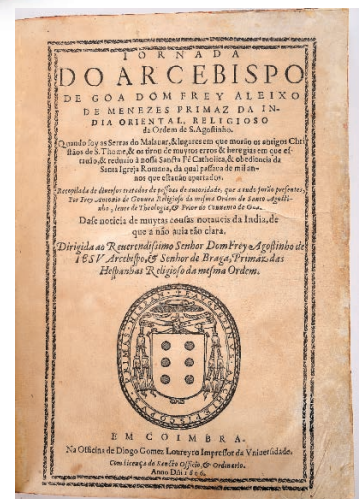 IORNADA
DO ARCEBISPO
DE GOA DOM FREY ALEIXO
DE MENEZES PRIMAZ DA IN-
DIA ORIENTAL, RELIGIOSO
da Ordem de S. Agostinho.
Quando foy as Serras do Malauar, & lugares em que morão os antigos Chri
stãos de S. Thome, & os tirou de muytos erros & heregias em que es-
tauão, & reduzio à nossa Sancta Fè Catholica, & obediencia da
Santa Igreja Romana, da qual passaua de mil an-
nos que estauão apartados.
Recopilada de diuersos tratados de pessoas de autoridade, que a tudo forão presentes,
Por Frey Antonio de Gouuea Religioso da mesma Ordem de Santo Agosti-
nho, lente de Theologia, & Prior do Conuento de Goa.
Dase noticia de muytas cousas notaueis da India, de
que a não auia tão clara.
Dirigida ao Reuerendissimo Senhor Dom Frey Agostinho de
IESV Arcebispo, & Senhor de Braga, Primaz das
Hespanhas Religioso da mesma Ordem.
EM COIMBRA.
Na Officina de Diogo Gomez Loureyro Impressor da Vniuersidade.
Com licença do Sancto Officio, & Ordinario.
Anno Dñi 1606.